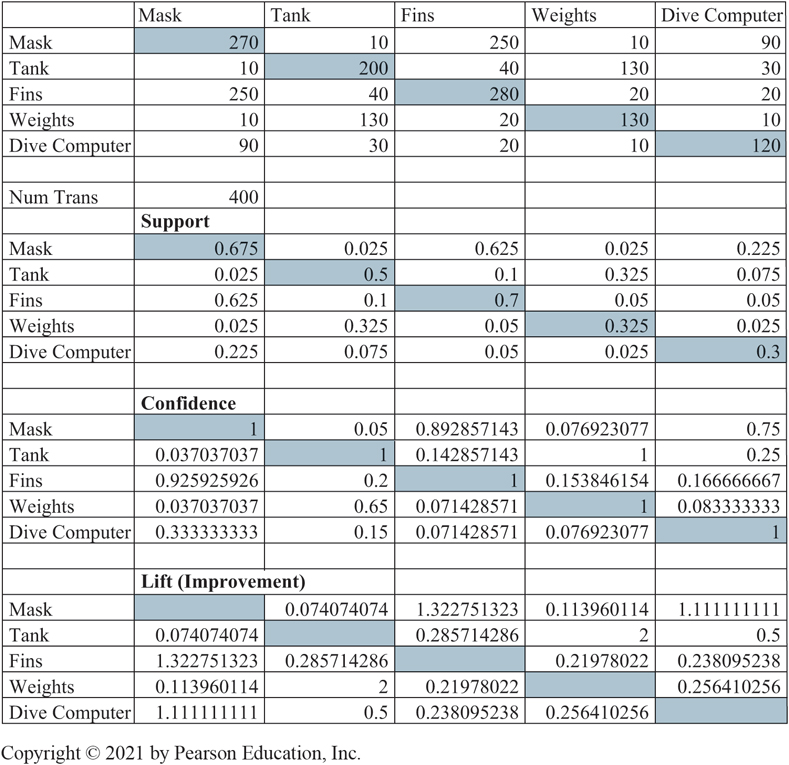 Mask Tank Fins Weights Dive Computer
Mask 270 10 250 10 90
Tank 10 200 40 130 30
Fins 250 40 280 20 20
Weights 10 130 20 130 10
Dive Computer 90 30 20 10 120
Num Trans 400
Support
Mask 0.675 0.025 0.625 0.025 0.225
Tank 0.025 0.5 0.1 0.325 0.075
Fins 0.625 0.1 0.7 0.05 0.05
Weights 0.025 0.325 0.05 0.325 0.025
Dive Computer 0.225 0.075 0.05 0.025 0.3
Confidence
Mask 1 0.05 0.892857143 0.076923077 0.75
Tank 0.037037037 1 0.142857143 1 0.25
Fins 0.925925926 0.2 1 0.153846154 0.166666667
Weights 0.037037037 0.65 0.071428571 1 0.083333333
Dive Computer 0.333333333 0.15 0.071428571 0.076923077 1
Lift (Improvement)
Mask 0.074074074 1.322751323 0.113960114 1.111111111
Tank 0.074074074 0.285714286 2 0.5
Fins 1.322751323 0.285714286 0.21978022 0.238095238
Weights 0.113960114 2 0.21978022 0.256410256
Dive Computer 1.111111111 0.5 0.238095238 0.256410256
Copyright © 2021 by Pearson Education, Inc.